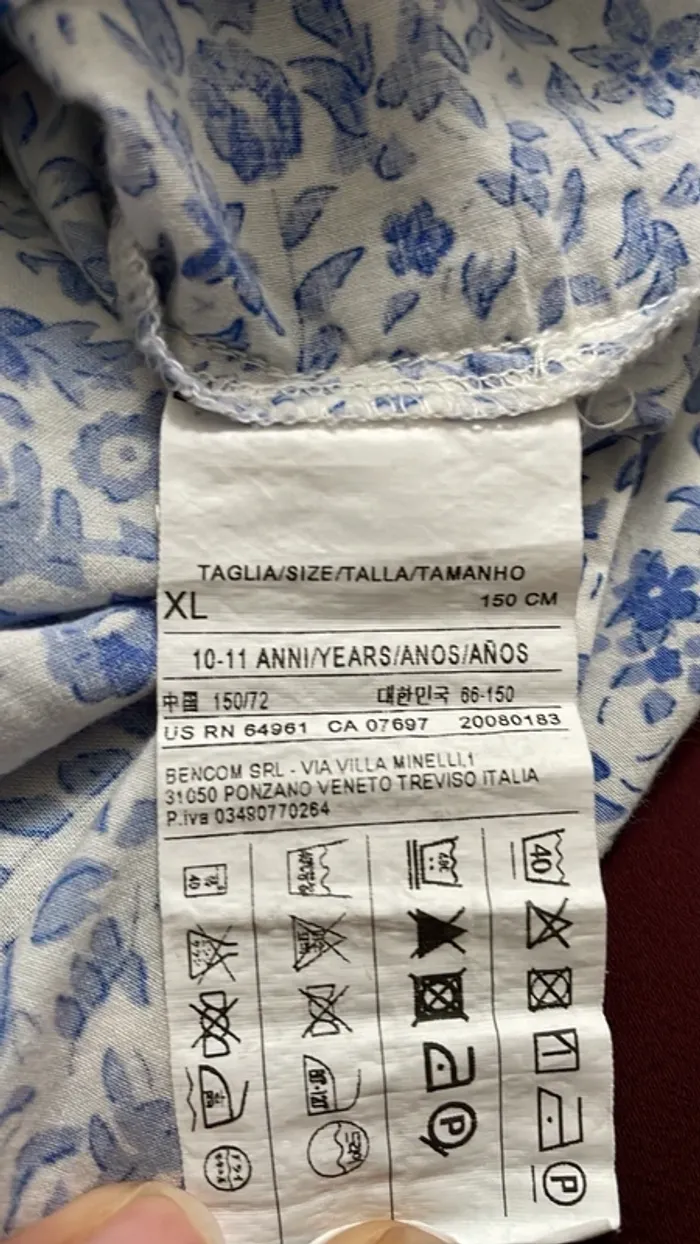 TAGLIA/SIZE/TALLA/TAMANHO
XL 150 CM
10-11 ANNI/YEARS/ANOS/AÑOS
中国 150/72 대한민국 66-150
US RN 64961 CA 07697 20080183
BENCOM SRL - VIA VILLA MINELLI,1
31050 PONZANO VENETO TREVISO ITALIA
P.iva 03490770264
40
40
P
P